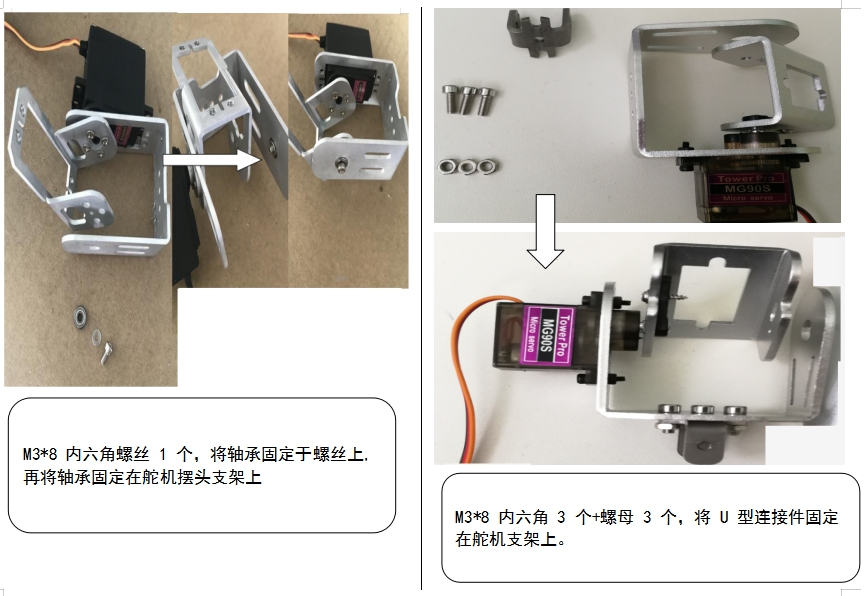 M3*8 内六角螺丝 1 个，将轴承固定于螺丝上，
再将轴承固定在舵机摆头支架上
Tower Pro
MG90S
Micro servo
Tower Pro
MG90S
Micro servo
M3*8 内六角 3 个+螺母 3 个，将 U 型连接件固定
在舵机支架上。